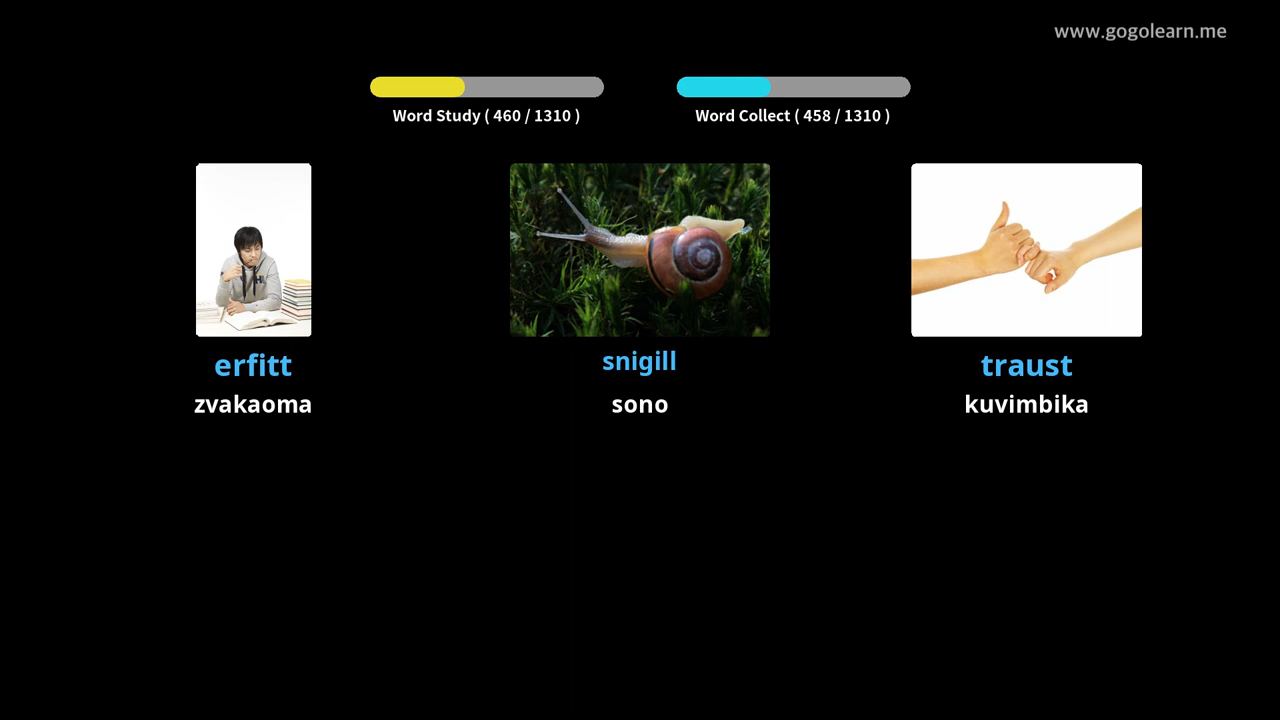 www.gogolearn.me
Word Study ( 460 / 1310 )
Word Collect ( 458 / 1310 )
erfitt
zvakaoma
snigill
sono
traust
kuvimbika